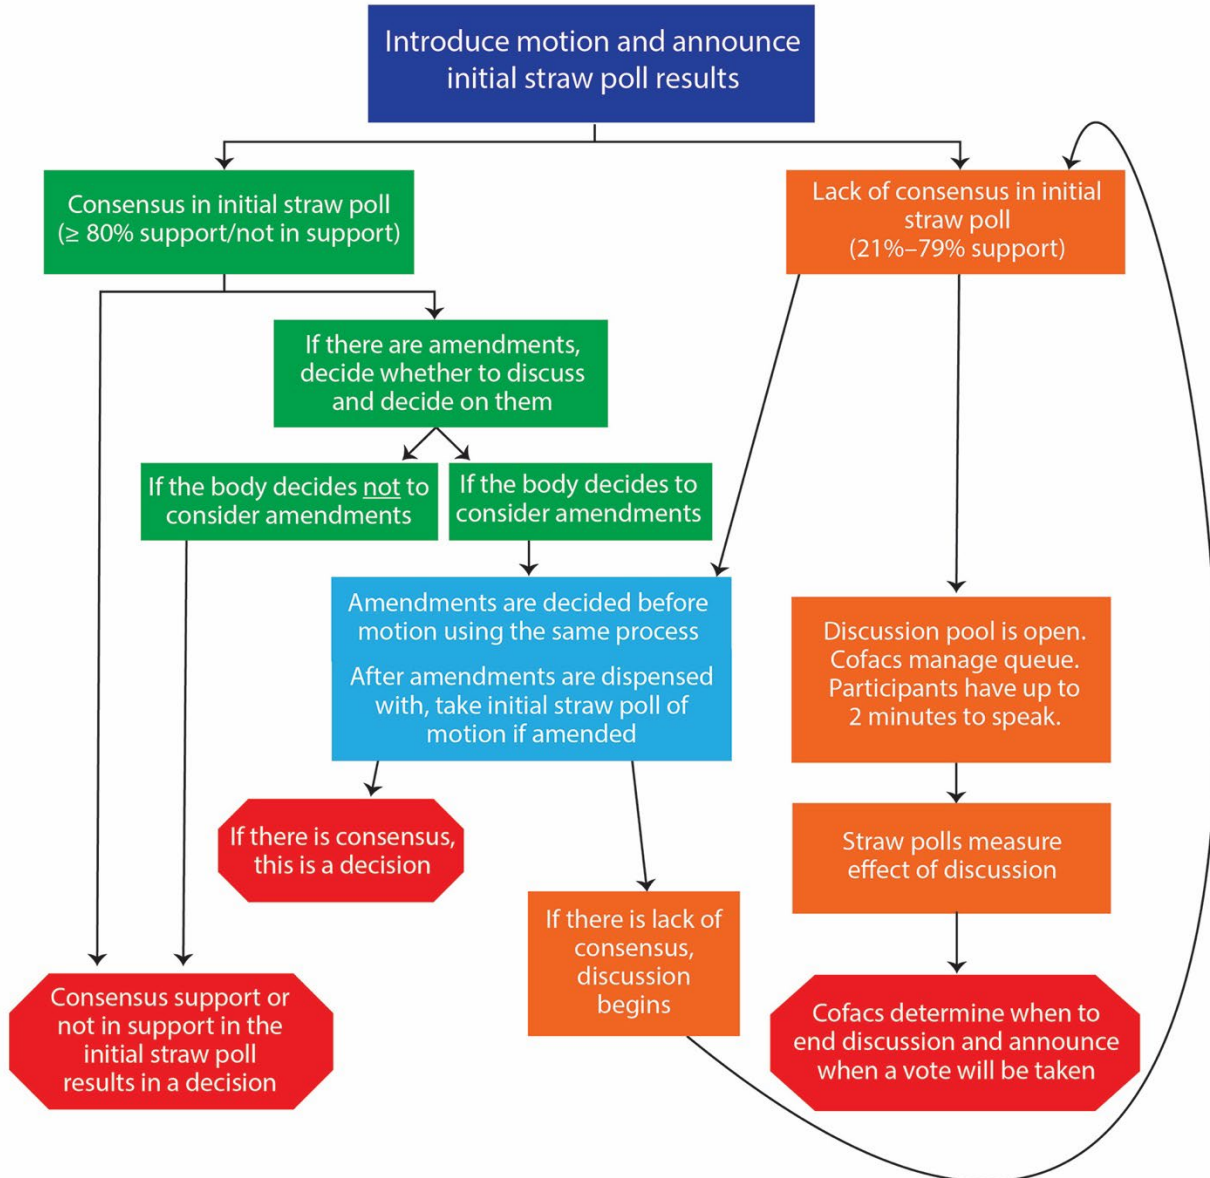 Introduce motion and announce
initial straw poll results
Consensus in initial straw poll
(≥ 80% support/not in support)
Lack of consensus in initial
straw poll
(21%–79% support)
If there are amendments,
decide whether to discuss
and decide on them
If the body decides not to
consider amendments
If the body decides to
consider amendments
Amendments are decided before
motion using the same process
After amendments are dispensed
with, take initial straw poll of
motion if amended
Discussion pool is open.
Cofacs manage queue.
Participants have up to
2 minutes to speak.
If there is consensus,
this is a decision
Straw polls measure
effect of discussion
If there is lack of
consensus,
discussion
begins
Consensus support or
not in support in the
initial straw poll
results in a decision
Cofacs determine when to
end discussion and announce
when a vote will be taken